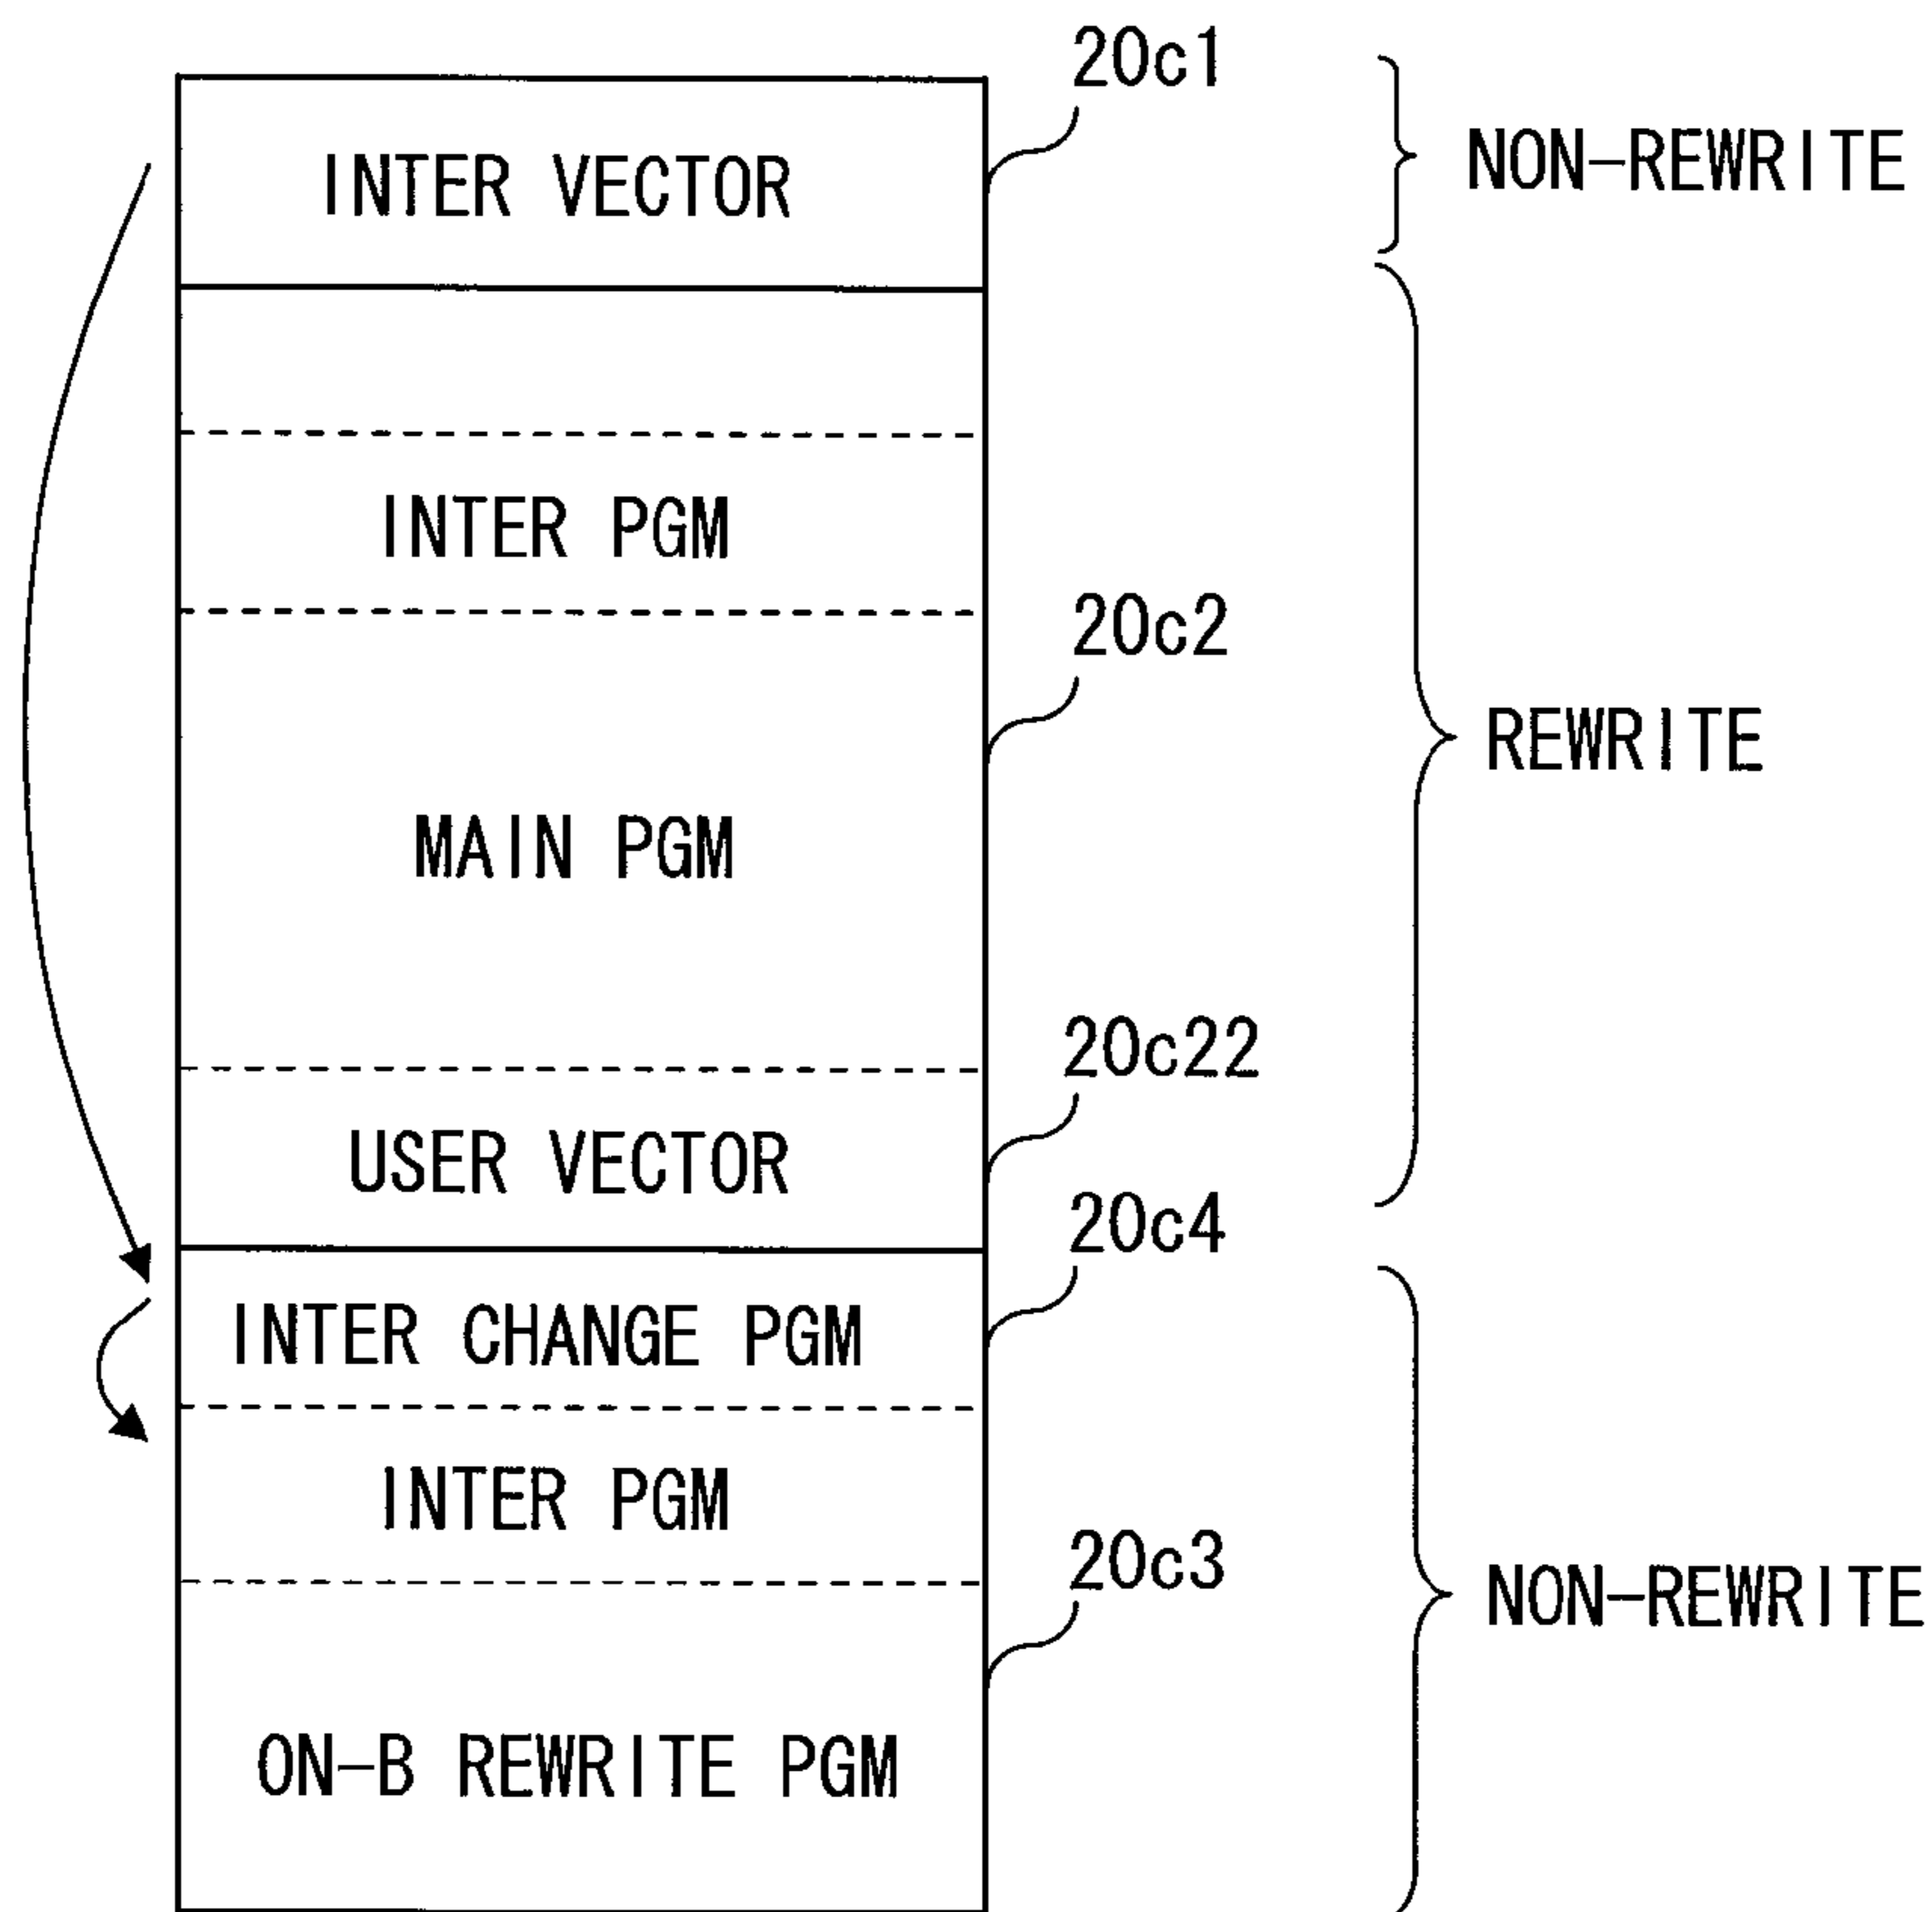 20c1
INTER VECTOR
NON-REWRITE
INTER PGM
20c2
REWRITE
MAIN PGM
20c22
USER VECTOR
20c4
INTER CHANGE PGM
INTER PGM
20c3
NON-REWRITE
ON-B REWRITE PGM